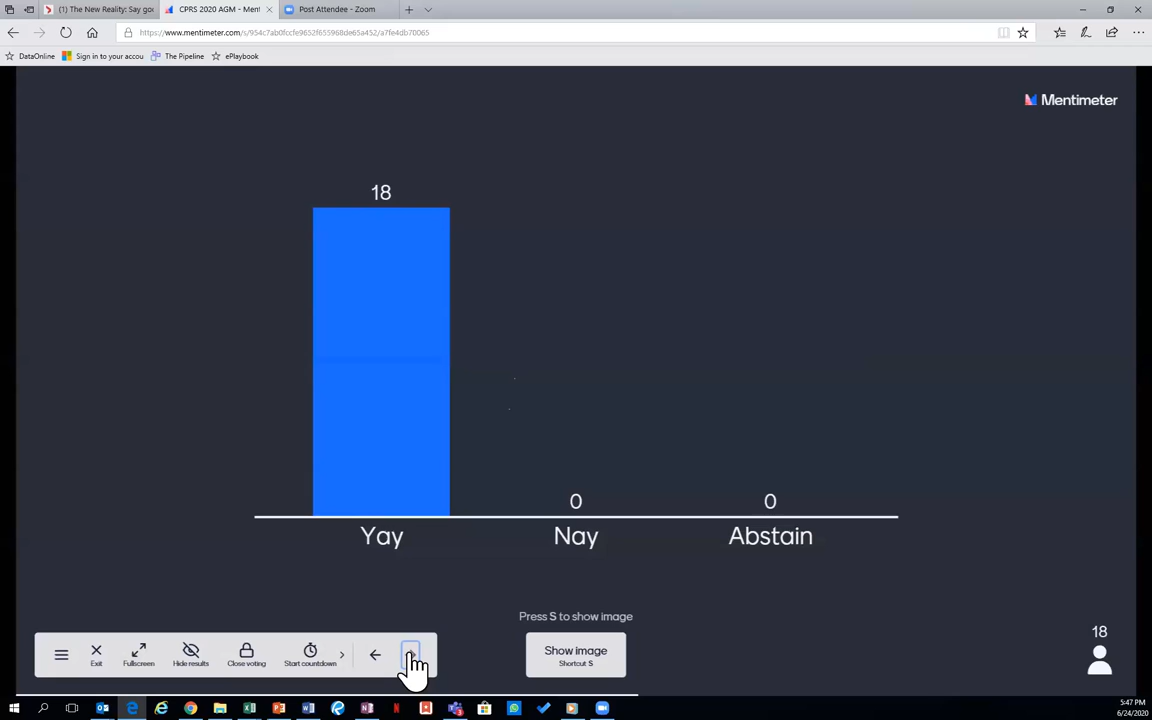 (1) The New Reality: Say goo
CPRS 2020 AGM - Ment
Post Attendee - Zoom
https://www.mentimeter.com/s/954c7ab0fccfe9652f655968de65a452/a7fe4db70065
DataOnline
Sign in to your accou
The Pipeline
ePlaybook
Mentimeter
18
0
0
Yay
Nay
Abstain
Press S to show image
Show image
Shortcut S
Exit
Fullscreen
Hide results
Close voting
Start countdown
18
5:47 PM
6/24/2020